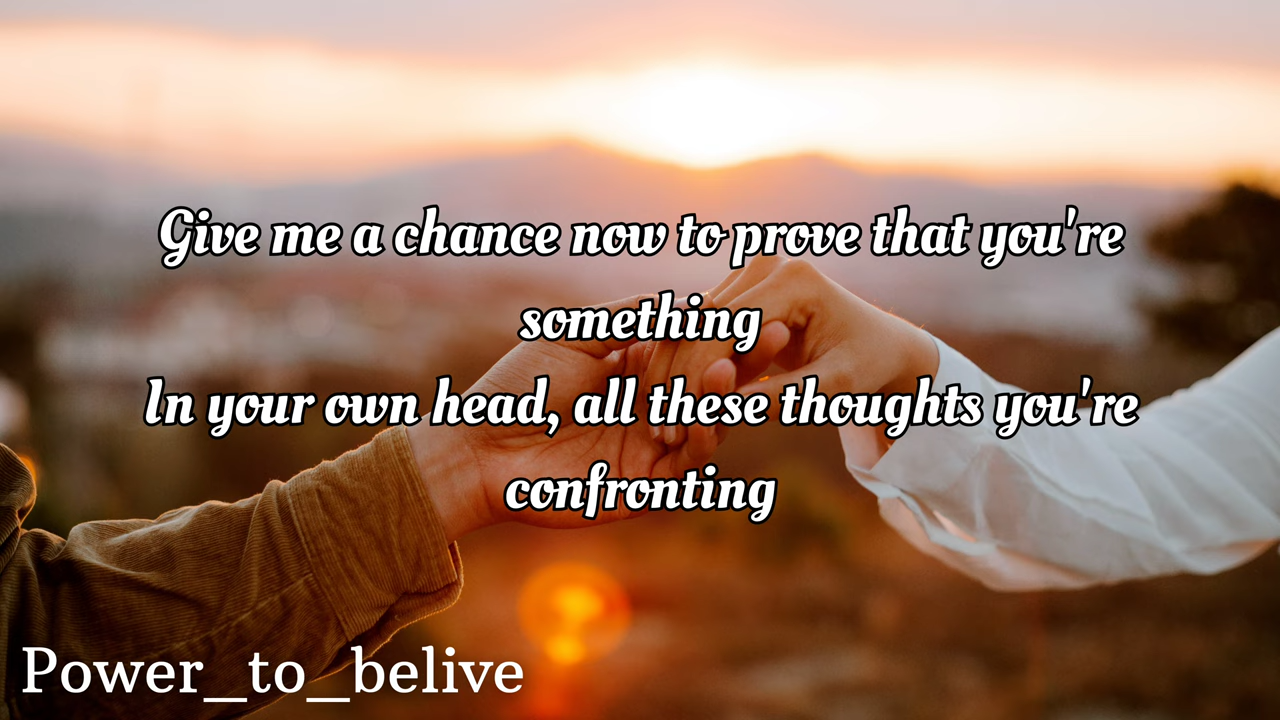 Give me a chance now to prove that you're
something
In your own head, all these thoughts you're
confronting
Power_to_belive